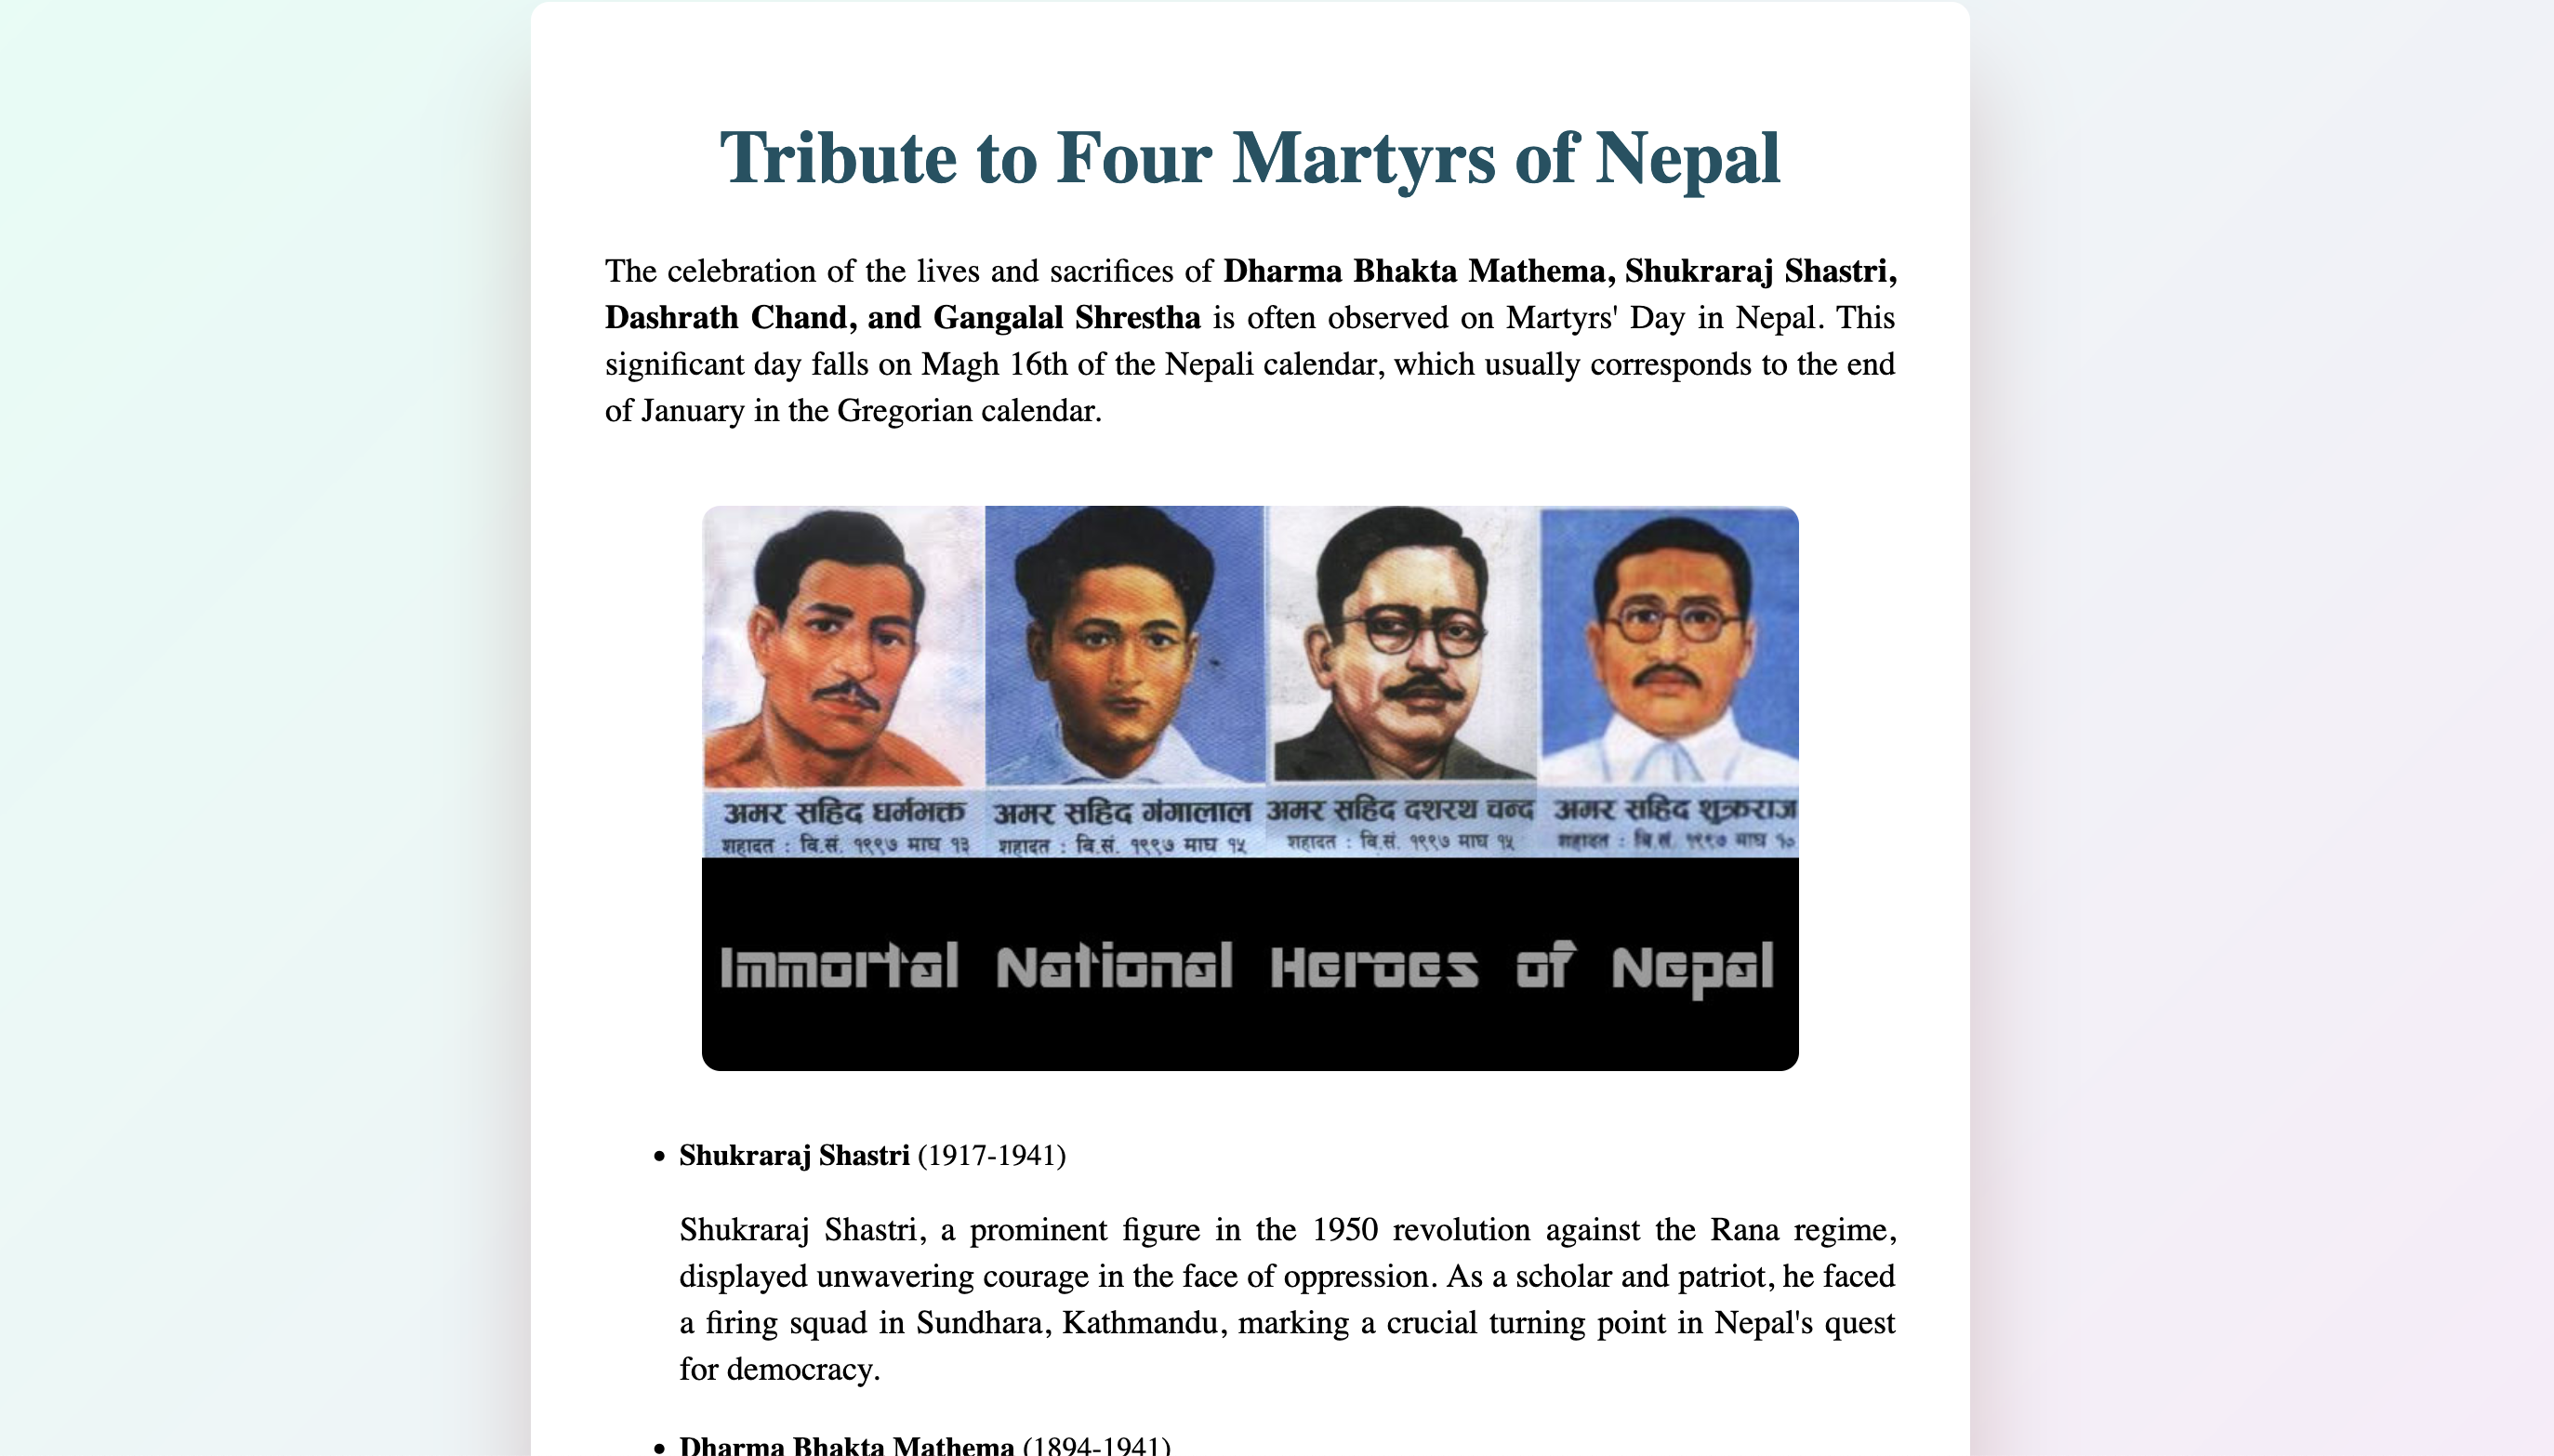 Tribute to Four Martyrs of Nepal
The celebration of the lives and sacrifices of Dharma Bhakta Mathema, Shukraraj Shastri,
Dashrath Chand, and Gangalal Shrestha is often observed on Martyrs' Day in Nepal. This
significant day falls on Magh 16th of the Nepali calendar, which usually corresponds to the end
of January in the Gregorian calendar.
अमर सहिद धर्मभक्त
शहादत : वि.सं. १९९७ माघ १३
अमर सहिद गंगालाल
शहादत : वि.सं. १९९७ माघ १५
अमर सहिद दशरथ चन्द
शहादत : वि.सं. १९९७ माघ १५
अमर सहिद शुक्रराज
शहादत : वि.सं. १९९७ माघ १०
Immortal National Heroes of Nepal
• Shukraraj Shastri (1917-1941)
Shukraraj Shastri, a prominent figure in the 1950 revolution against the Rana regime,
displayed unwavering courage in the face of oppression. As a scholar and patriot, he faced
a firing squad in Sundhara, Kathmandu, marking a crucial turning point in Nepal's quest
for democracy.
• Dharma Bhakta Mathema (1894-1941)